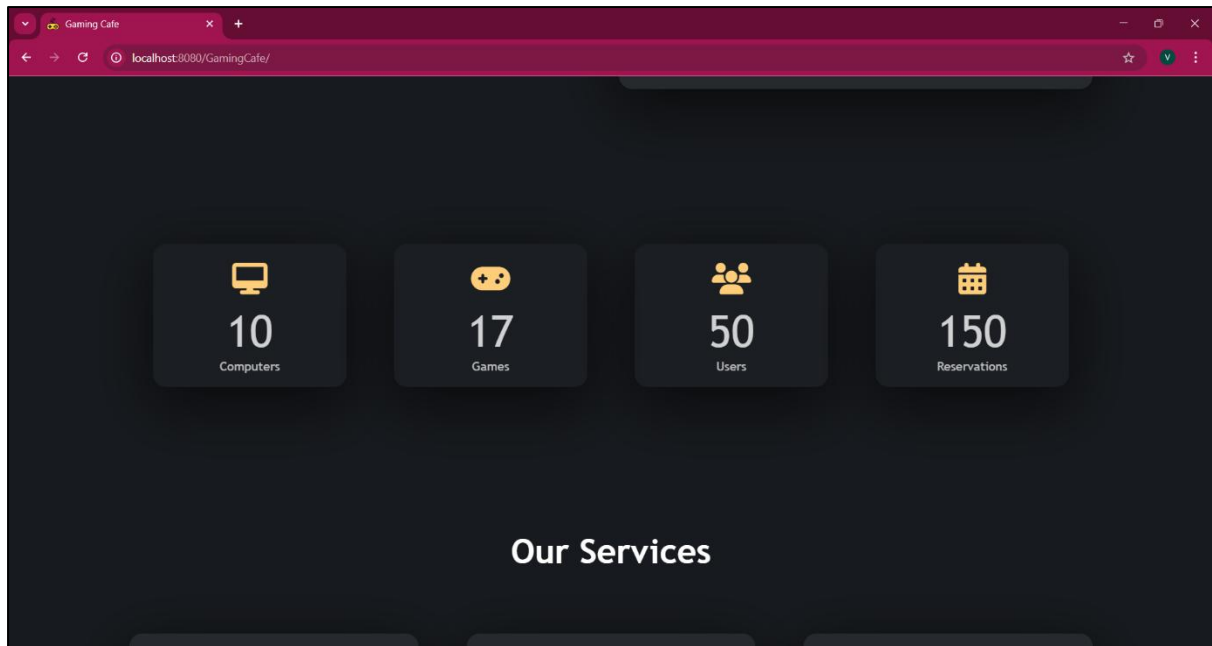 Gaming Cafe
localhost:8080/GamingCafe/
V
10
Computers
17
Games
50
Users
150
Reservations
Our Services